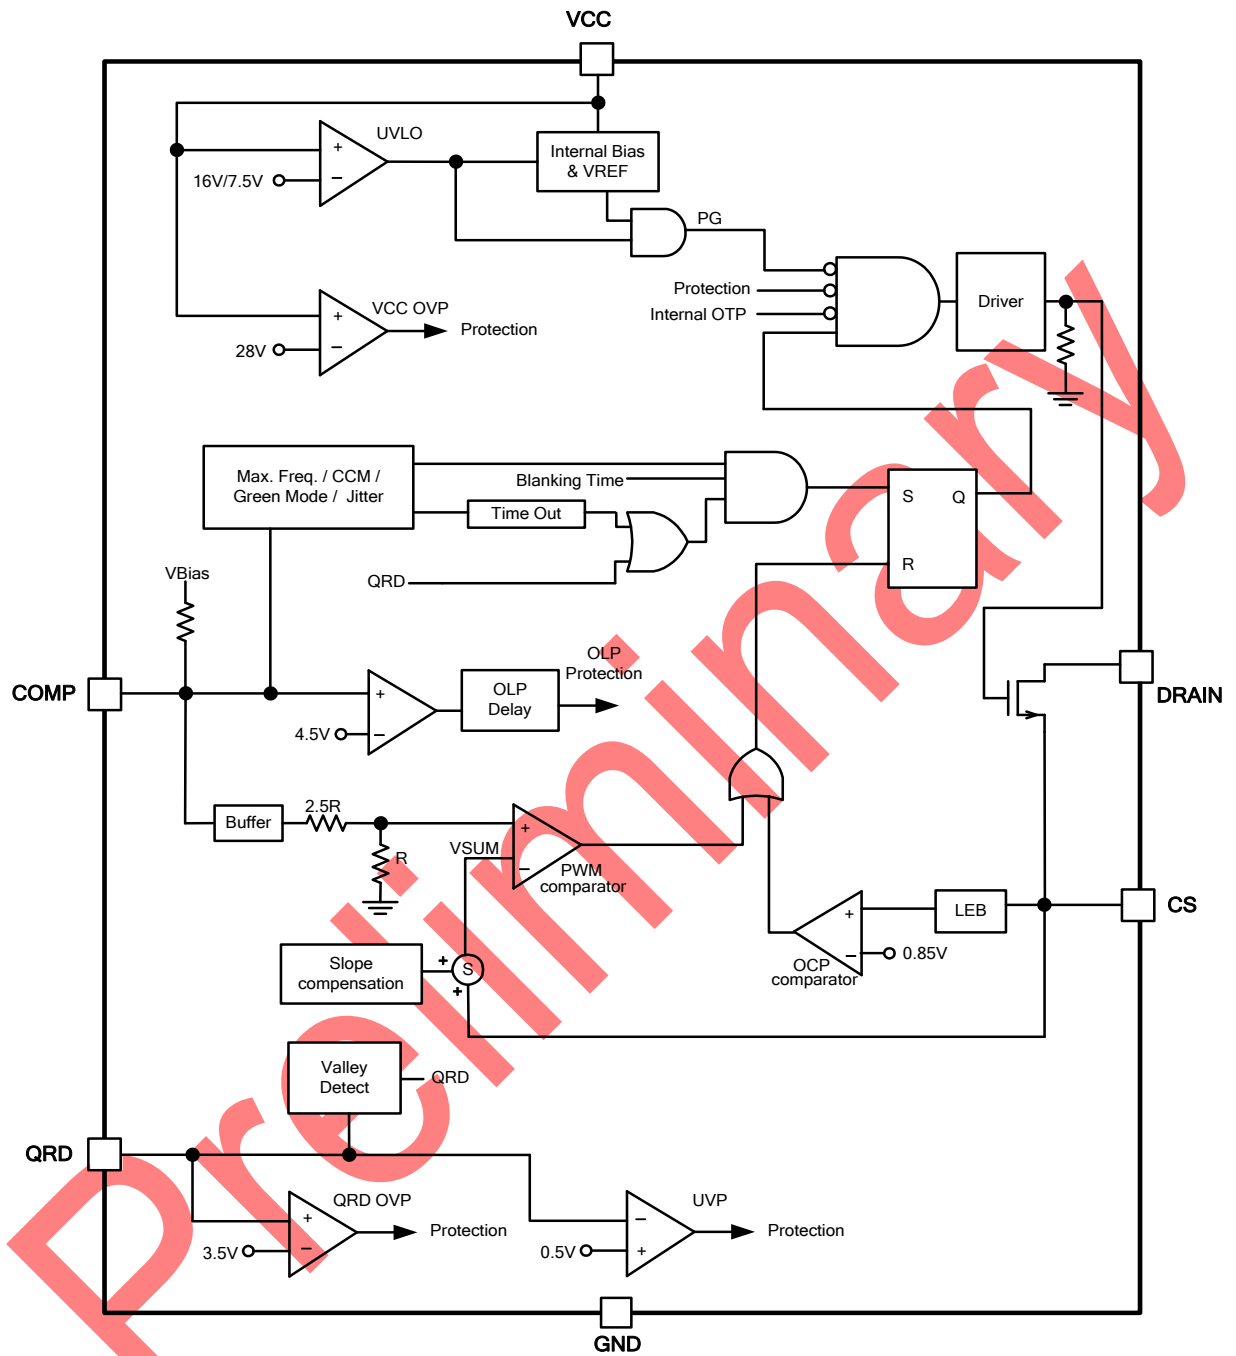 VCC
UVLO
+
−
16V/7.5V
Internal Bias
& VREF
PG
Protection
Internal OTP
Driver
VCC OVP
+
−
28V
Protection
Max. Freq. / CCM /
Green Mode / Jitter
Blanking Time
Time Out
QRD
S
Q
R
VBias
COMP
+
−
4.5V
OLP
Delay
OLP
Protection
DRAIN
Buffer
2.5R
R
VSUM
+
−
PWM
comparator
LEB
CS
+
−
0.85V
OCP
comparator
Slope
compensation
+
S
+
Valley
Detect
QRD
QRD
QRD OVP
+
−
3.5V
Protection
UVP
−
+
0.5V
Protection
GND
Preliminary